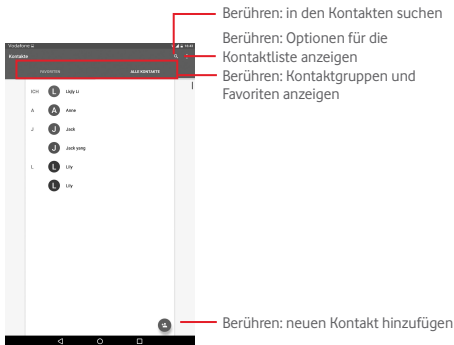 Berühren: in den Kontakten suchen
Berühren: Optionen für die
Kontaktliste anzeigen
Berühren: Kontaktgruppen und
Favoriten anzeigen
Vodafone
Kontakte
FAVORITEN ALLE KONTAKTE
ICH L Lojy Li
A A Anne
J J Jack
J Jack yang
L L Lily
L Lily
Berühren: neuen Kontakt hinzufügen